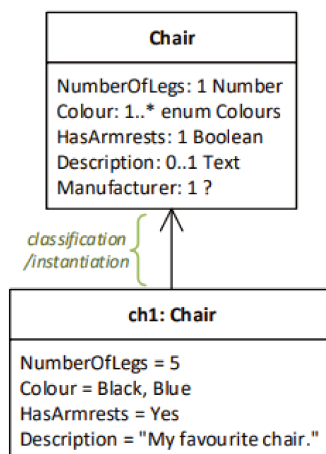 Chair
NumberOfLegs: 1 Number
Colour: 1..* enum Colours
HasArmrests: 1 Boolean
Description: 0..1 Text
Manufacturer: 1 ?
classification
/instantiation
ch1: Chair
NumberOfLegs = 5
Colour = Black, Blue
HasArmrests = Yes
Description = "My favourite chair."